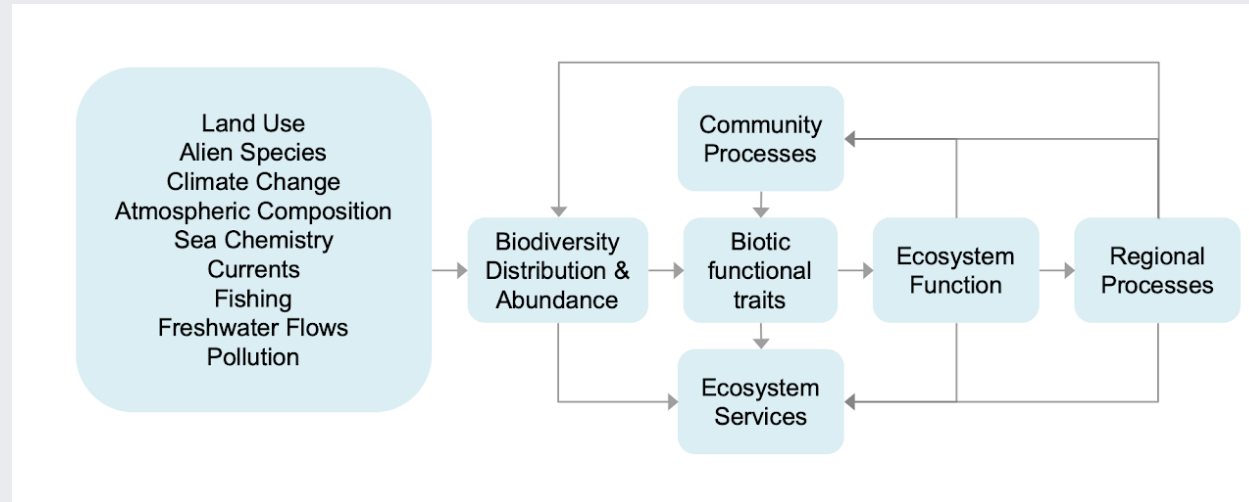 Land Use
Alien Species
Climate Change
Atmospheric Composition
Sea Chemistry
Currents
Fishing
Freshwater Flows
Pollution
Biodiversity
Distribution &
Abundance
Community
Processes
Biotic
functional
traits
Ecosystem
Services
Ecosystem
Function
Regional
Processes